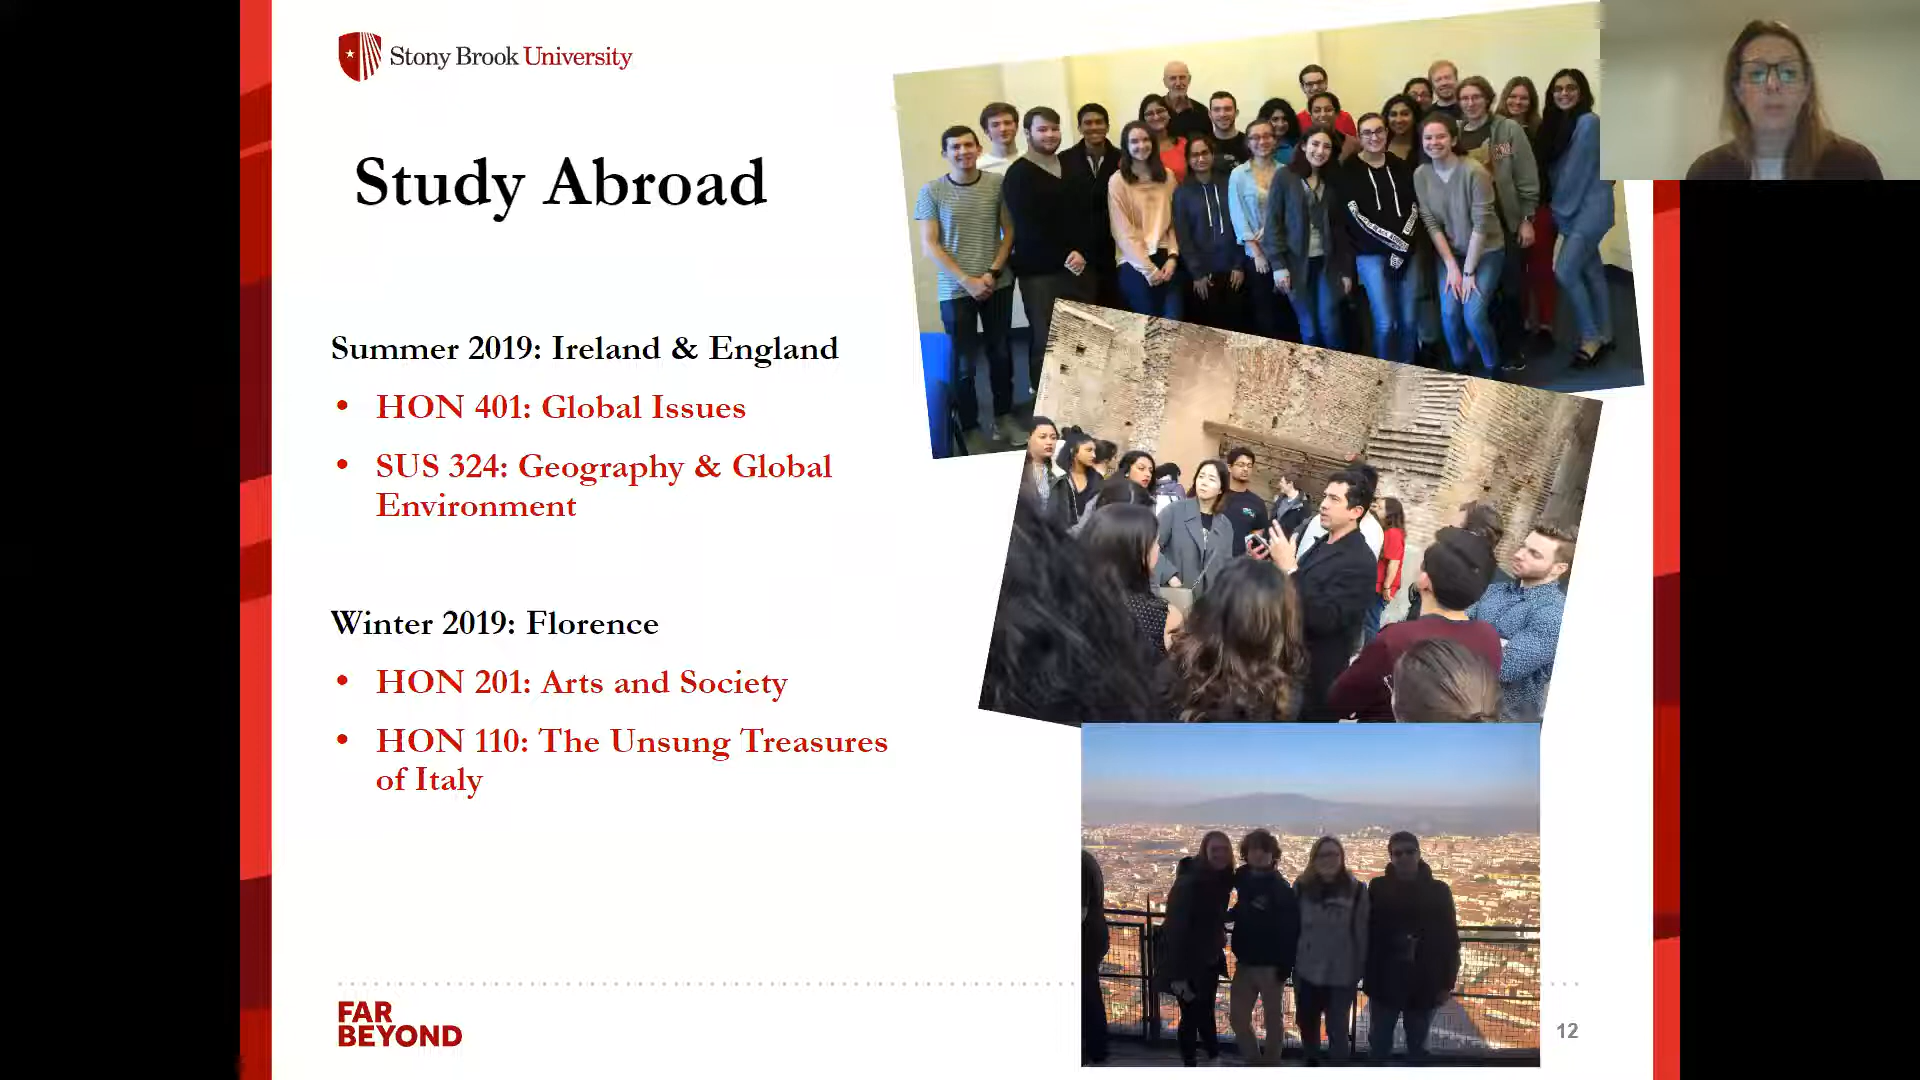 Stony Brook University
Study Abroad
Summer 2019: Ireland & England
• HON 401: Global Issues
• SUS 324: Geography & Global
Environment
Winter 2019: Florence
• HON 201: Arts and Society
• HON 110: The Unsung Treasures
of Italy
FAR
BEYOND
12